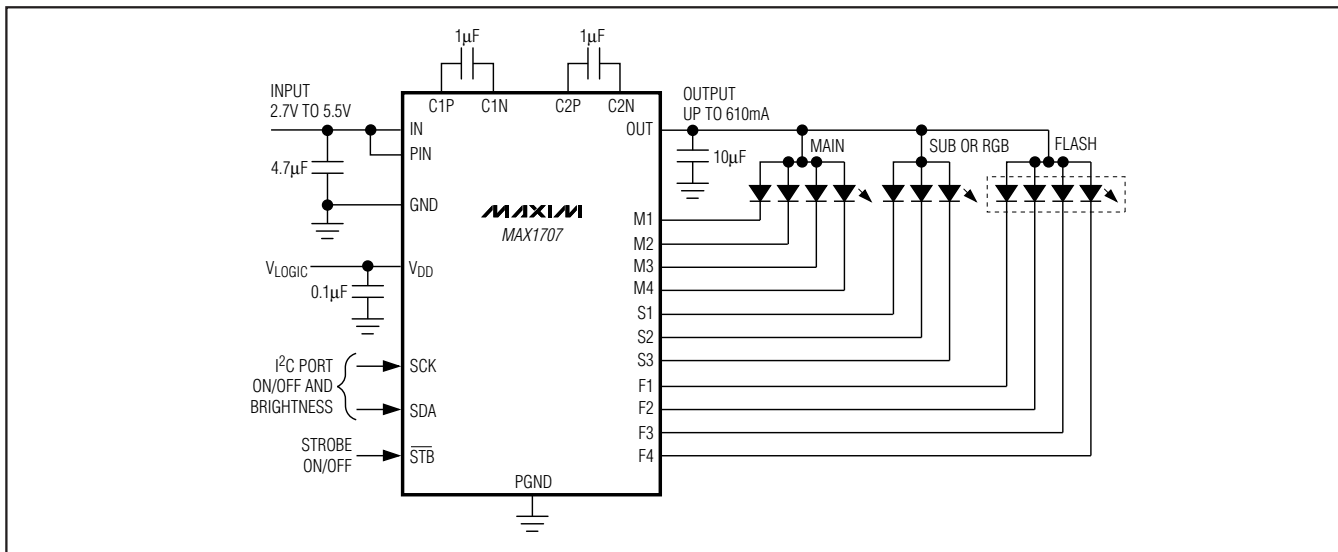 1µF
1µF
INPUT
2.7V TO 5.5V
C1P
C1N
C2P
C2N
OUTPUT
UP TO 610mA
IN
PIN
OUT
4.7µF
10µF
MAIN
SUB OR RGB
FLASH
GND
MAXIM
MAX1707
M1
M2
M3
M4
S1
S2
S3
F1
F2
F3
F4
VLOGIC
VDD
0.1µF
I²C PORT
ON/OFF AND
BRIGHTNESS
SCK
SDA
STROBE
ON/OFF
S̅T̅B̅
PGND